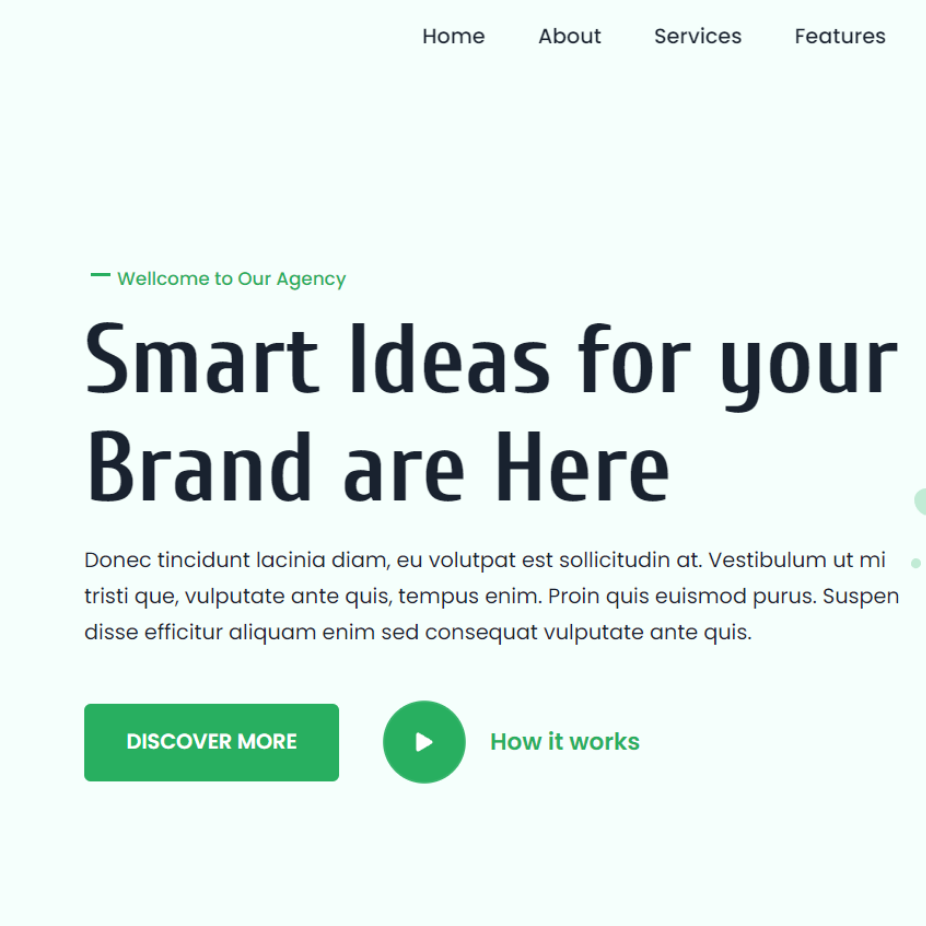 Home About Services Features
Wellcome to Our Agency
Smart Ideas for your
Brand are Here
Donec tincidunt lacinia diam, eu volutpat est sollicitudin at. Vestibulum ut mi
tristi que, vulputate ante quis, tempus enim. Proin quis euismod purus. Suspen
disse efficitur aliquam enim sed consequat vulputate ante quis.
DISCOVER MORE How it works